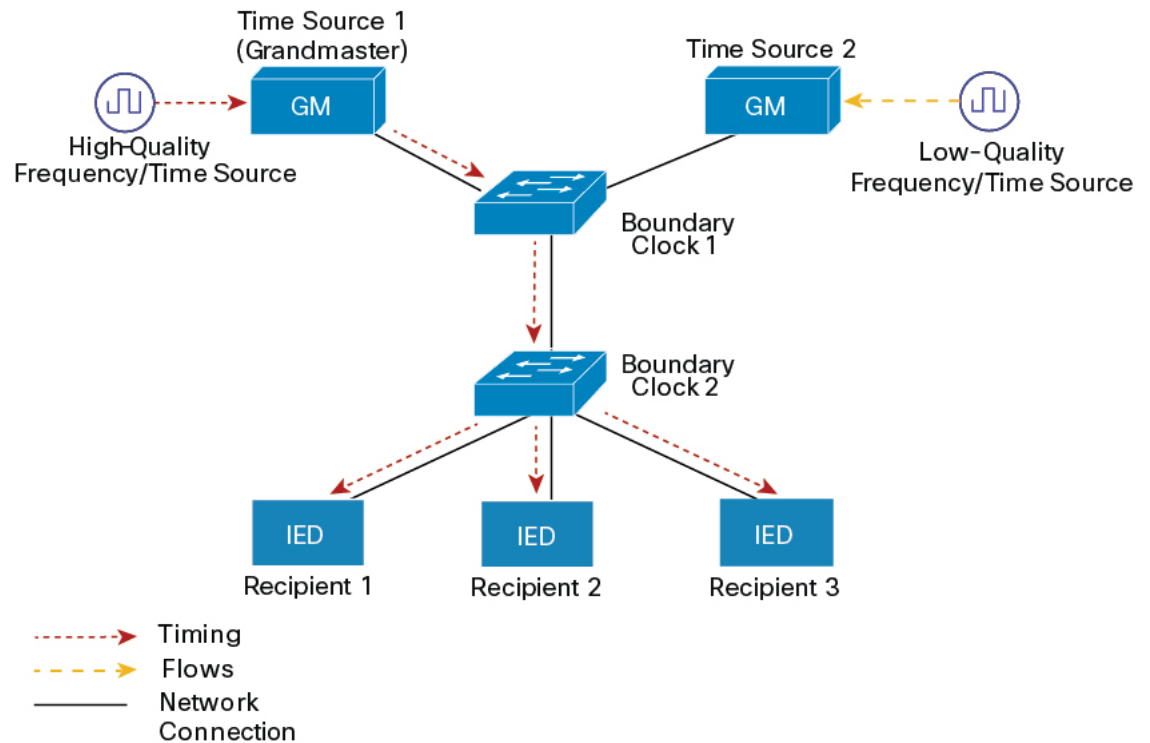 Time Source 1
(Grandmaster)
Time Source 2
GM
GM
High-Quality
Frequency/Time Source
Low-Quality
Frequency/Time Source
Boundary
Clock 1
Boundary
Clock 2
IED
IED
IED
Recipient 1
Recipient 2
Recipient 3
Timing
Flows
Network
Connection